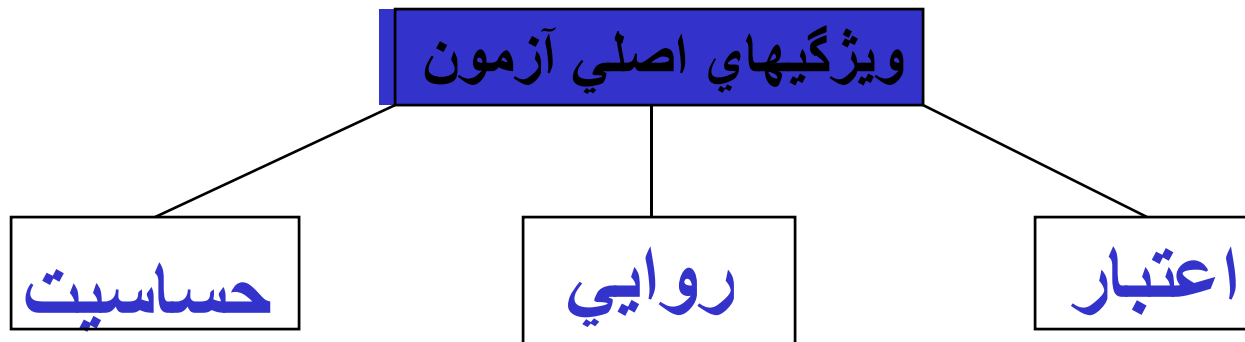 ويژگيهاي اصلي آزمون
اعتبار
روايي
حساسيت